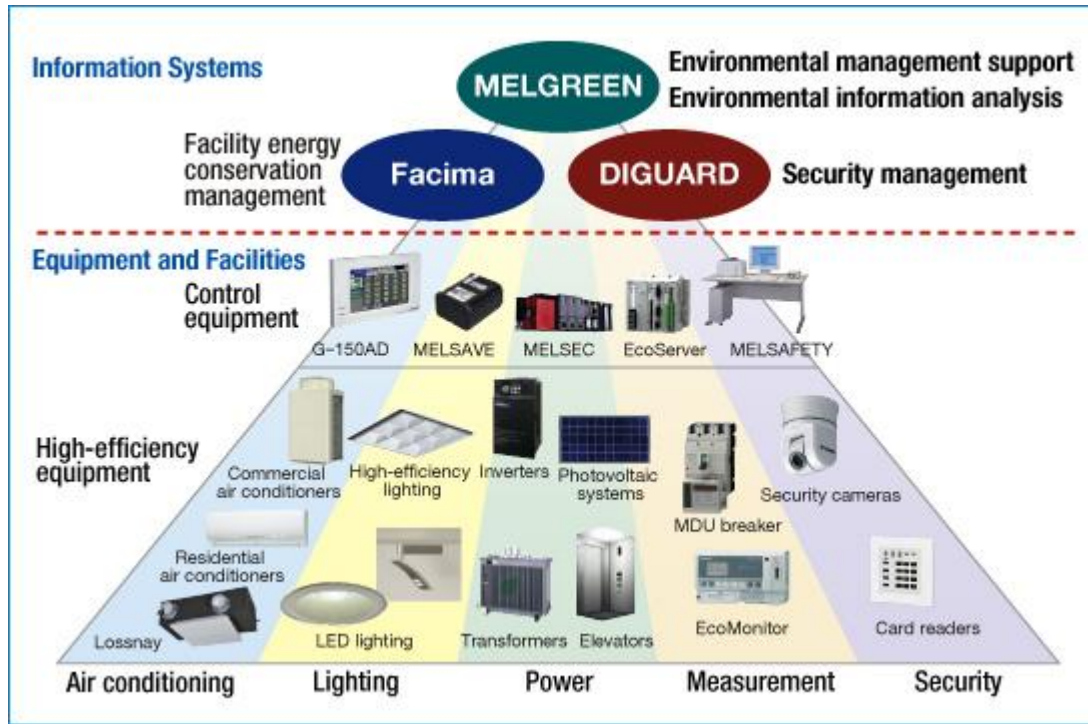 Information Systems
MELGREEN
Environmental management support
Environmental information analysis
Facility energy
conservation
management
Facima
DIGUARD
Security management
Equipment and Facilities
Control
equipment
G-150AD
MELSAVE
MELSEC
EcoServer
MELSAFETY
High-efficiency
equipment
Commercial
air conditioners
High-efficiency
lighting
Inverters
Photovoltaic
systems
MDU breaker
Security cameras
Residential
air conditioners
Lossnay
LED lighting
Transformers
Elevators
EcoMonitor
Card readers
Air conditioning
Lighting
Power
Measurement
Security